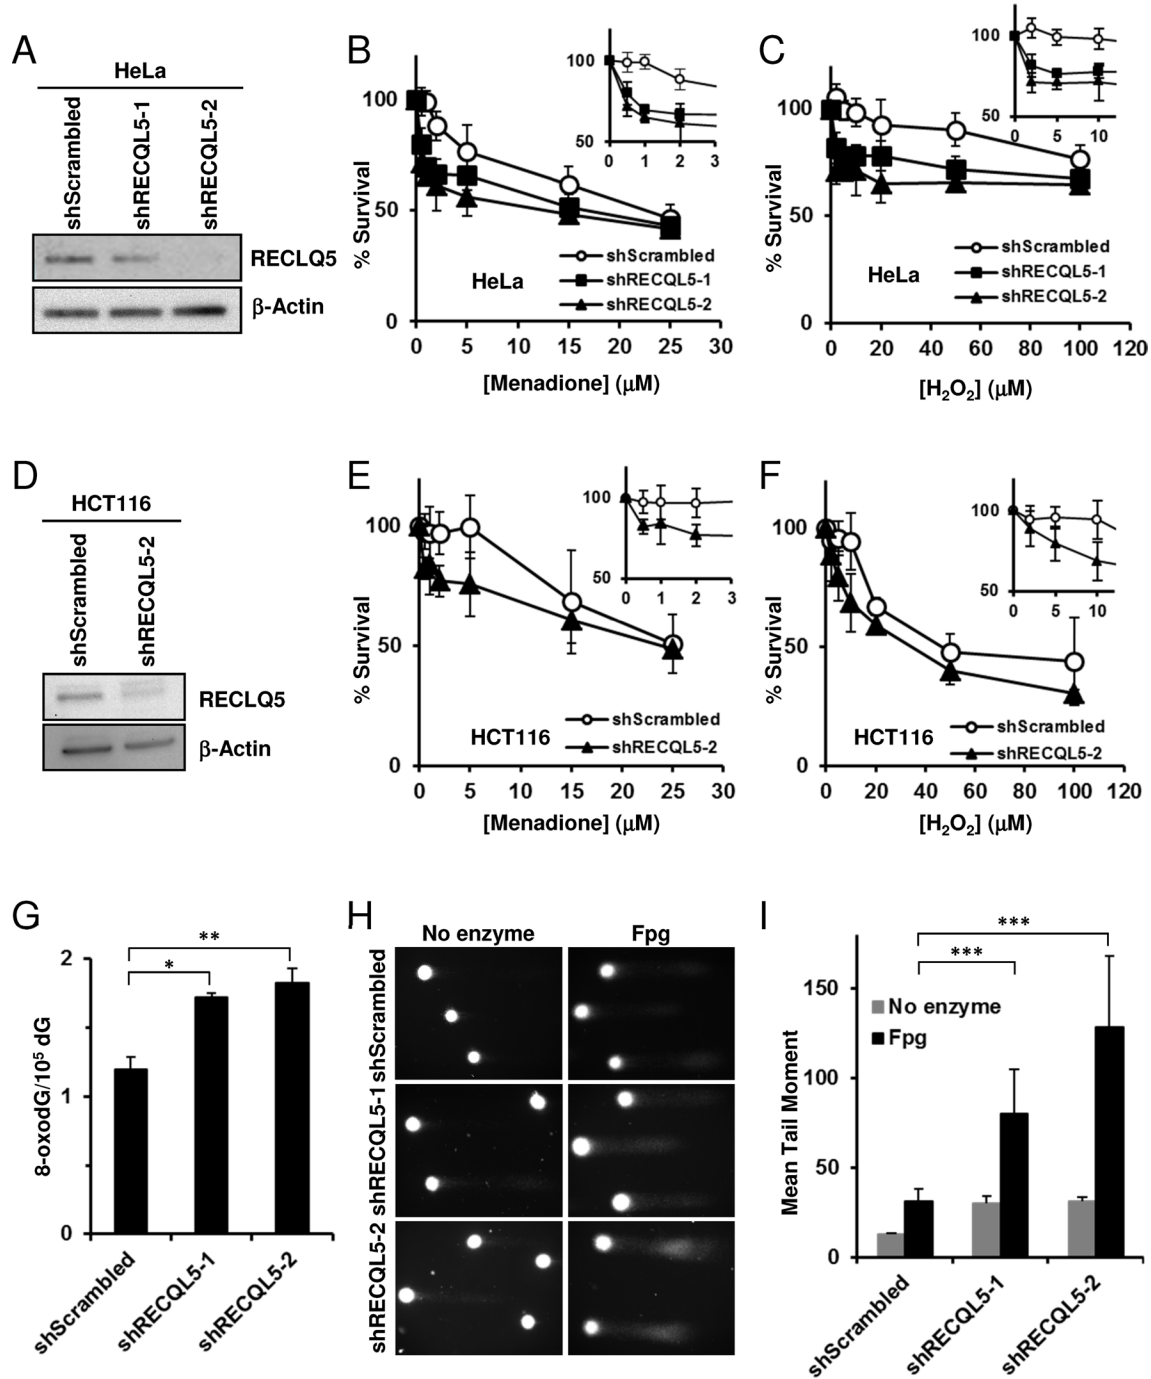 A
HeLa
shScrambled
shRECQL5-1
shRECQL5-2
RECLQ5
β-Actin
B
% Survival
100
50
0
0 5 10 15 20 25 30
[Menadione] (μM)
HeLa
shScrambled
shRECQL5-1
shRECQL5-2
100
50
0 1 2 3
C
% Survival
100
50
0
0 20 40 60 80 100 120
[H₂O₂] (μM)
HeLa
shScrambled
shRECQL5-1
shRECQL5-2
100
50
0 5 10
D
HCT116
shScrambled
shRECQL5-2
RECLQ5
β-Actin
E
% Survival
100
50
0
0 5 10 15 20 25 30
[Menadione] (μM)
HCT116
shScrambled
shRECQL5-2
100
50
0 1 2 3
F
% Survival
100
50
0
0 20 40 60 80 100 120
[H₂O₂] (μM)
HCT116
shScrambled
shRECQL5-2
100
50
0 5 10
G
8-oxodG/10⁵ dG
2
1
0
**
*
shScrambled
shRECQL5-1
shRECQL5-2
H
No enzyme Fpg
shScrambled
shRECQL5-1
shRECQL5-2
I
Mean Tail Moment
150
100
50
0
***
***
No enzyme
Fpg
shScrambled
shRECQL5-1
shRECQL5-2